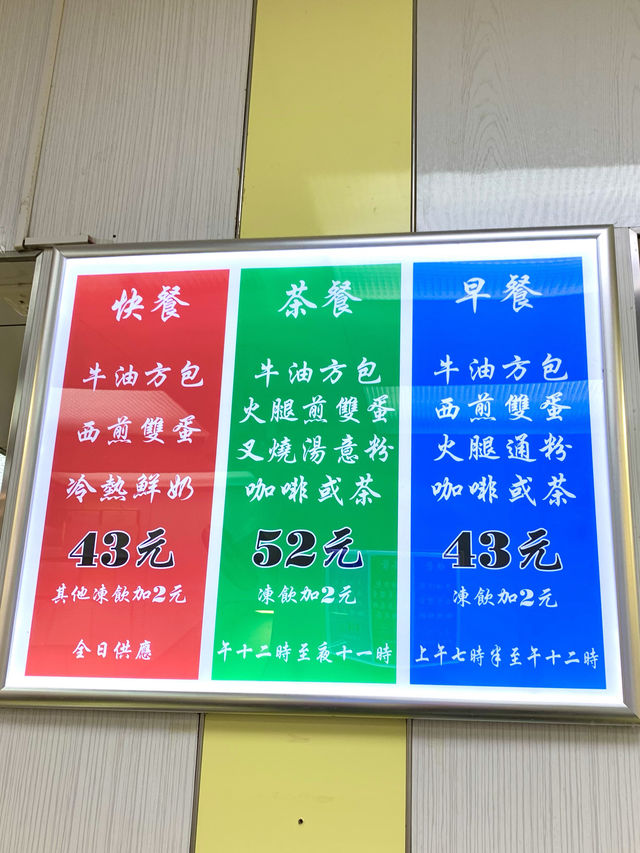 快餐
牛油方包
西煎雙蛋
冷熱鮮奶
43元
其他凍飲加2元
全日供應
茶餐
牛油方包
火腿煎雙蛋
叉燒湯意粉
咖啡或茶
52元
凍飲加2元
午十二時至夜十一時
早餐
牛油方包
西煎雙蛋
火腿通粉
咖啡或茶
43元
凍飲加2元
上午七時半至午十二時